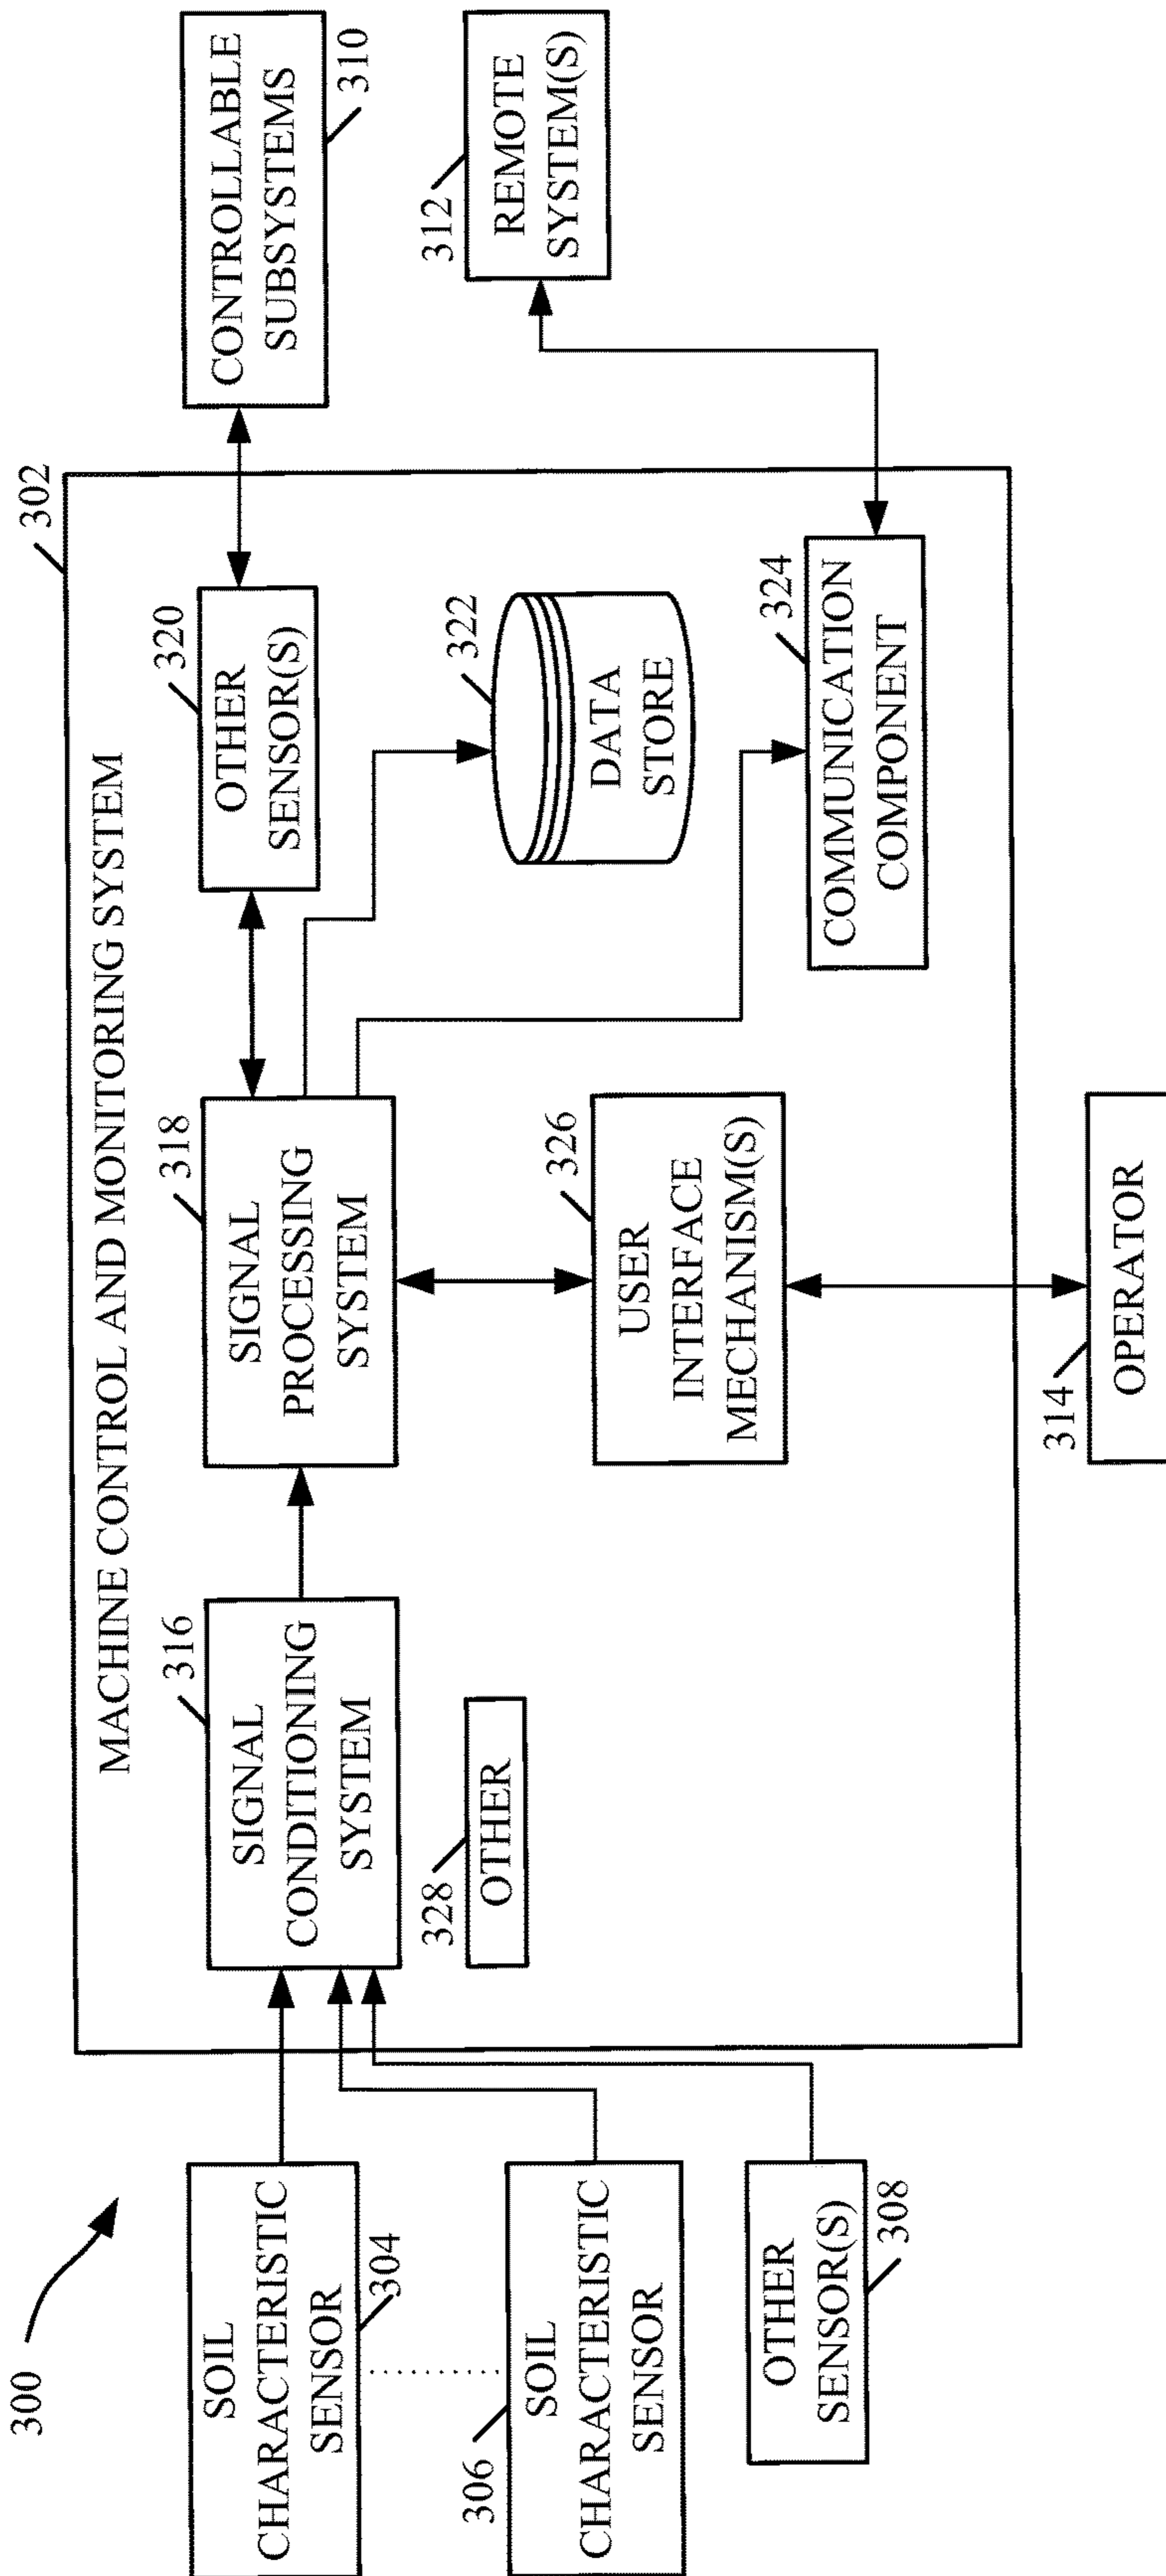 300
SOIL
CHARACTERISTIC
SENSOR
304
306
SOIL
CHARACTERISTIC
SENSOR
OTHER
SENSOR(S)
308
302
MACHINE CONTROL AND MONITORING SYSTEM
316
SIGNAL
CONDITIONING
SYSTEM
328
OTHER
318
SIGNAL
PROCESSING
SYSTEM
326
USER
INTERFACE
MECHANISM(S)
314
OPERATOR
320
OTHER
SENSOR(S)
322
DATA
STORE
324
COMMUNICATION
COMPONENT
CONTROLLABLE
SUBSYSTEMS
310
312
REMOTE
SYSTEM(S)